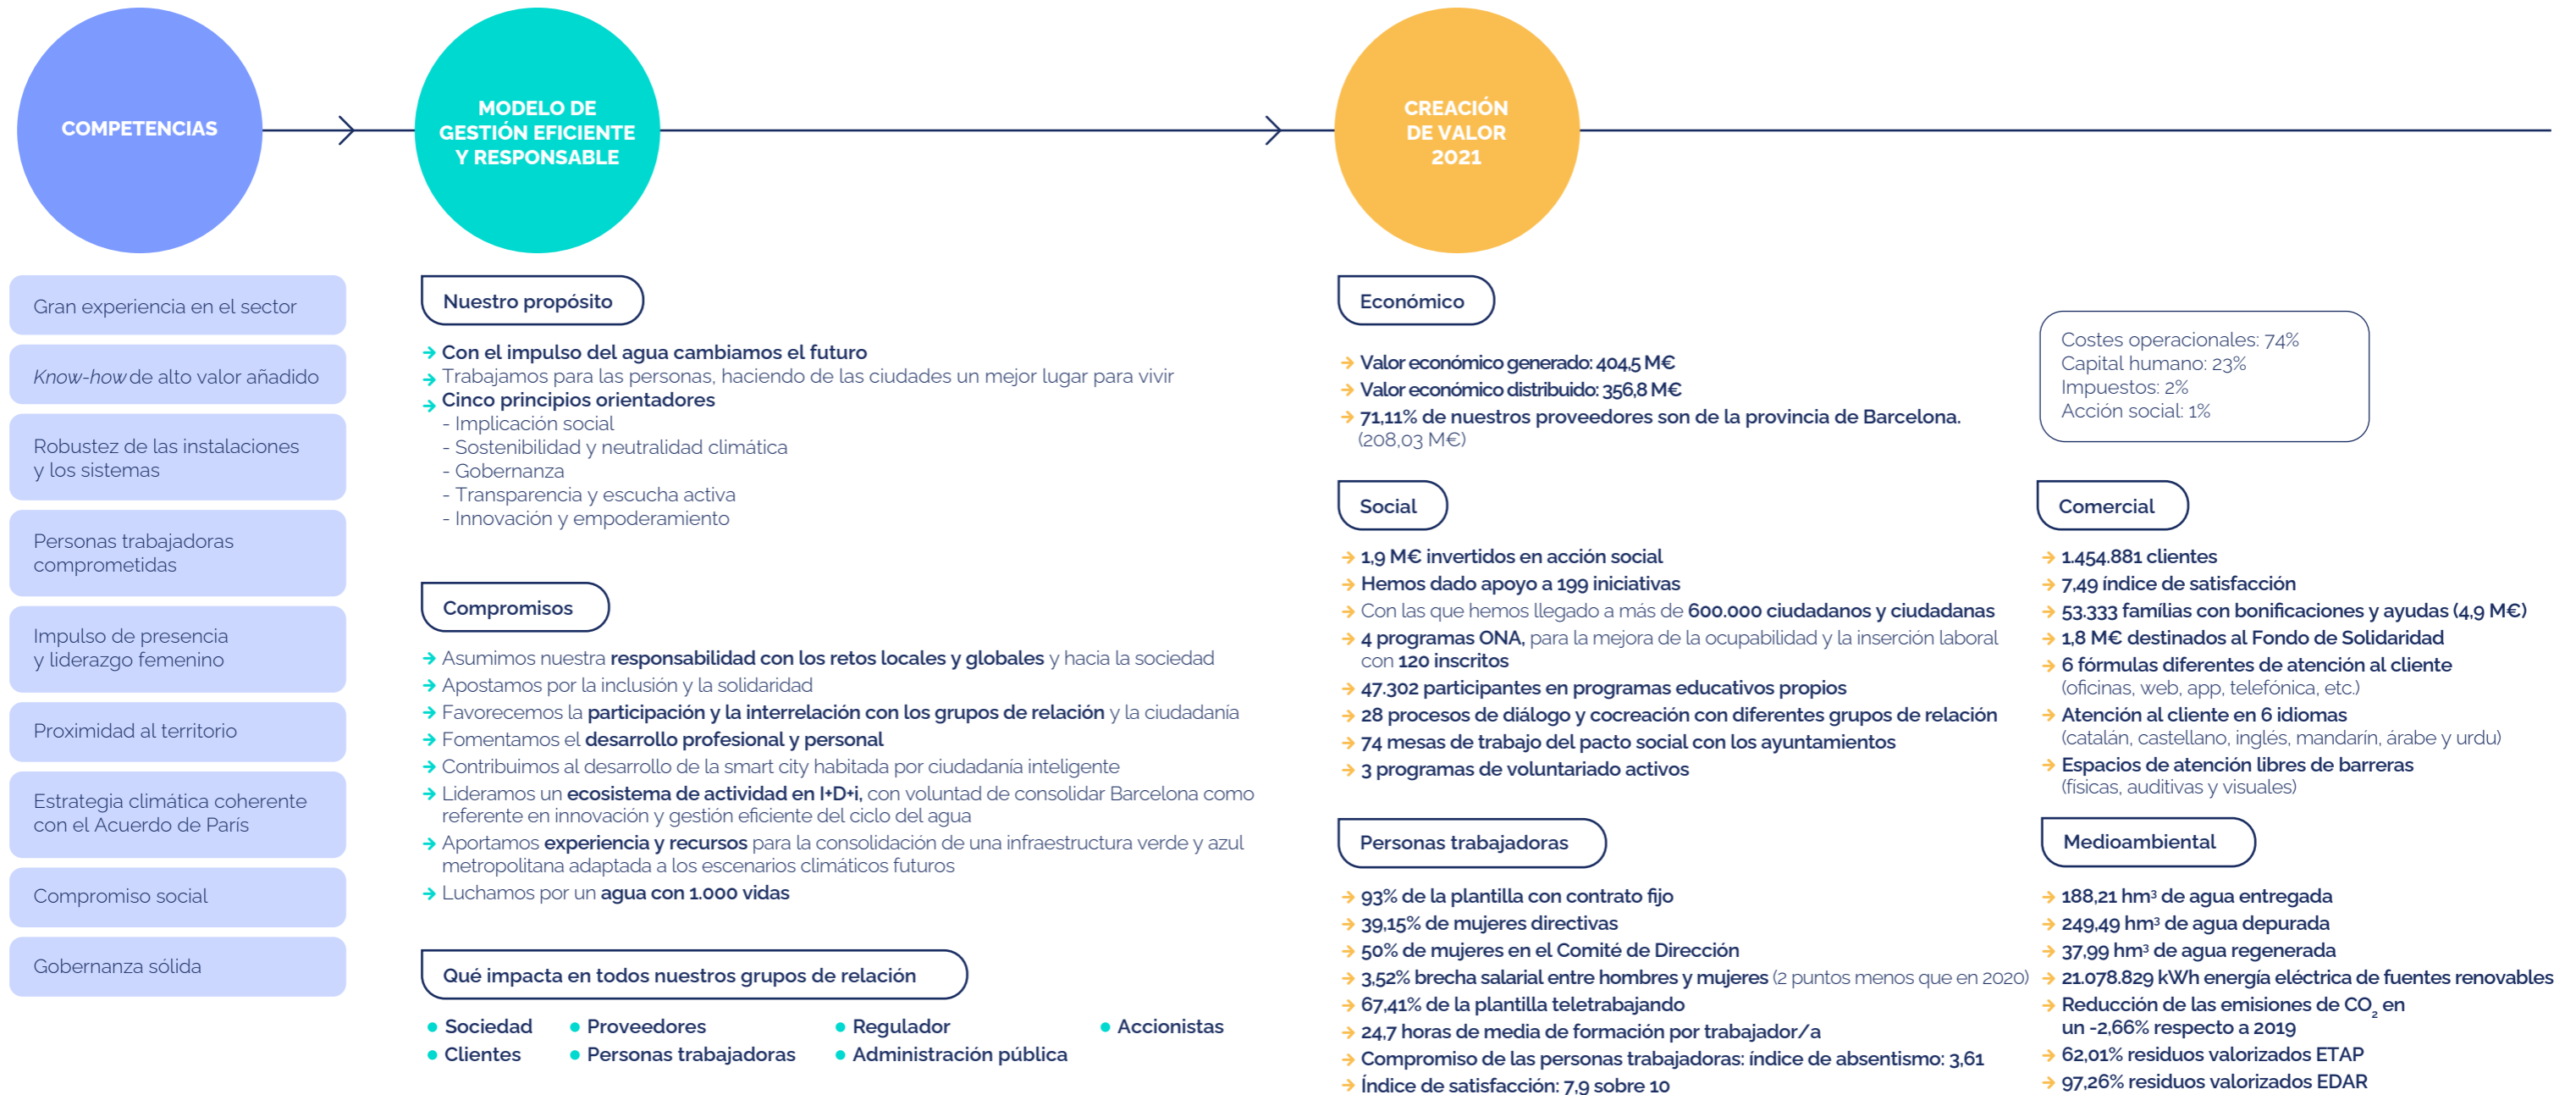 COMPETENCIAS
MODELO DE
GESTIÓN EFICIENTE
Y RESPONSABLE
CREACIÓN
DE VALOR
2021
Gran experiencia en el sector
Know-how de alto valor añadido
Robustez de las instalaciones
y los sistemas
Personas trabajadoras
comprometidas
Impulso de presencia
y liderazgo femenino
Proximidad al territorio
Estrategia climática coherente
con el Acuerdo de París
Compromiso social
Gobernanza sólida
Nuestro propósito
Con el impulso del agua cambiamos el futuro
Trabajamos para las personas, haciendo de las ciudades un mejor lugar para vivir
Cinco principios orientadores
- Implicación social
- Sostenibilidad y neutralidad climática
- Gobernanza
- Transparencia y escucha activa
- Innovación y empoderamiento
Compromisos
Asumimos nuestra responsabilidad con los retos locales y globales y hacia la sociedad
Apostamos por la inclusión y la solidaridad
Favorecemos la participación y la interrelación con los grupos de relación y la ciudadanía
Fomentamos el desarrollo profesional y personal
Contribuimos al desarrollo de la smart city habitada por ciudadanía inteligente
Lideramos un ecosistema de actividad en I+D+i, con voluntad de consolidar Barcelona como
referente en innovación y gestión eficiente del ciclo del agua
Aportamos experiencia y recursos para la consolidación de una infraestructura verde y azul
metropolitana adaptada a los escenarios climáticos futuros
Luchamos por un agua con 1.000 vidas
Qué impacta en todos nuestros grupos de relación
Sociedad Proveedores Regulador Accionistas
Clientes Personas trabajadoras Administración pública
Económico
Valor económico generado: 404,5 M€
Valor económico distribuido: 356,8 M€
71,11% de nuestros proveedores son de la provincia de Barcelona.
(208,03 M€)
Costes operacionales: 74%
Capital humano: 23%
Impuestos: 2%
Acción social: 1%
Social
1,9 M€ invertidos en acción social
Hemos dado apoyo a 199 iniciativas
Con las que hemos llegado a más de 600.000 ciudadanos y ciudadanas
4 programas ONA, para la mejora de la ocupabilidad y la inserción laboral
con 120 inscritos
47.302 participantes en programas educativos propios
28 procesos de diálogo y cocreación con diferentes grupos de relación
74 mesas de trabajo del pacto social con los ayuntamientos
3 programas de voluntariado activos
Comercial
1.454.881 clientes
7,49 índice de satisfacción
53.333 famílias con bonificaciones y ayudas (4,9 M€)
1,8 M€ destinados al Fondo de Solidaridad
6 fórmulas diferentes de atención al cliente
(oficinas, web, app, telefónica, etc.)
Atención al cliente en 6 idiomas
(catalán, castellano, inglés, mandarín, árabe y urdu)
Espacios de atención libres de barreras
(físicas, auditivas y visuales)
Personas trabajadoras
93% de la plantilla con contrato fijo
39,15% de mujeres directivas
50% de mujeres en el Comité de Dirección
3,52% brecha salarial entre hombres y mujeres (2 puntos menos que en 2020)
67,41% de la plantilla teletrabajando
24,7 horas de media de formación por trabajador/a
Compromiso de las personas trabajadoras: índice de absentismo: 3,61
Índice de satisfacción: 7,9 sobre 10
Medioambiental
188,21 hm³ de agua entregada
249,49 hm³ de agua depurada
37,99 hm³ de agua regenerada
21.078.829 kWh energía eléctrica de fuentes renovables
Reducción de las emisiones de CO₂ en
un -2,66% respecto a 2019
62,01% residuos valorizados ETAP
97,26% residuos valorizados EDAR